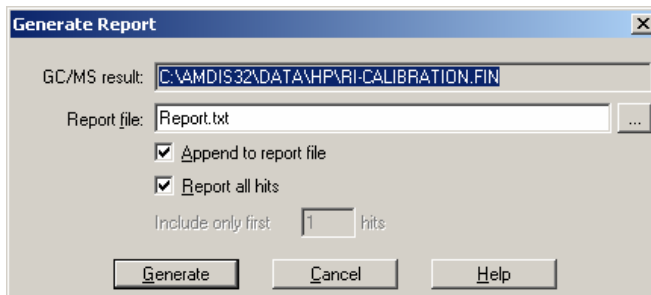 Generate Report
GC/MS result: C:\AMDIS32\DATA\HP\RI-CALIBRATION.FIN
Report file: Report.txt ...
Append to report file
Report all hits
Include only first 1 hits
Generate Cancel Help